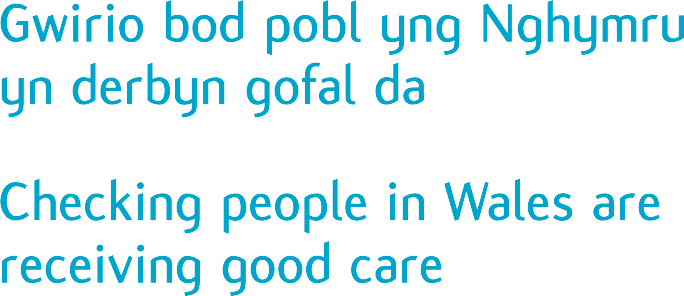 Gwirio bod pobl yng Nghymru
yn derbyn gofal da
Checking people in Wales are
receiving good care